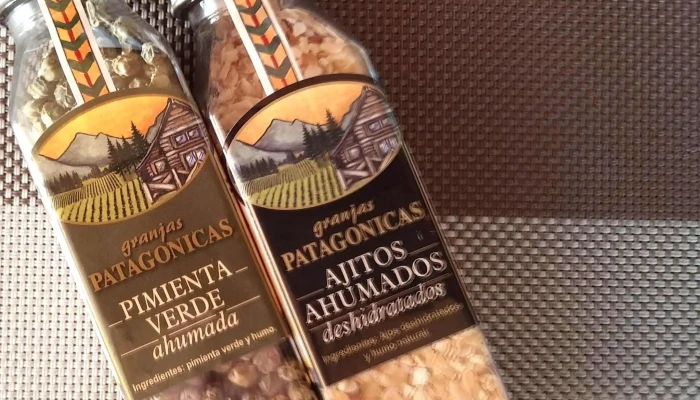 granjas
PATAGONICAS
PIMIENTA
VERDE
ahumada
Ingredientes: pimienta verde y humo.
granjas
PATAGONICAS
AJITOS
AHUMADOS
deshidratados
Ingredientes: Ajos deshidratados
y humo natural